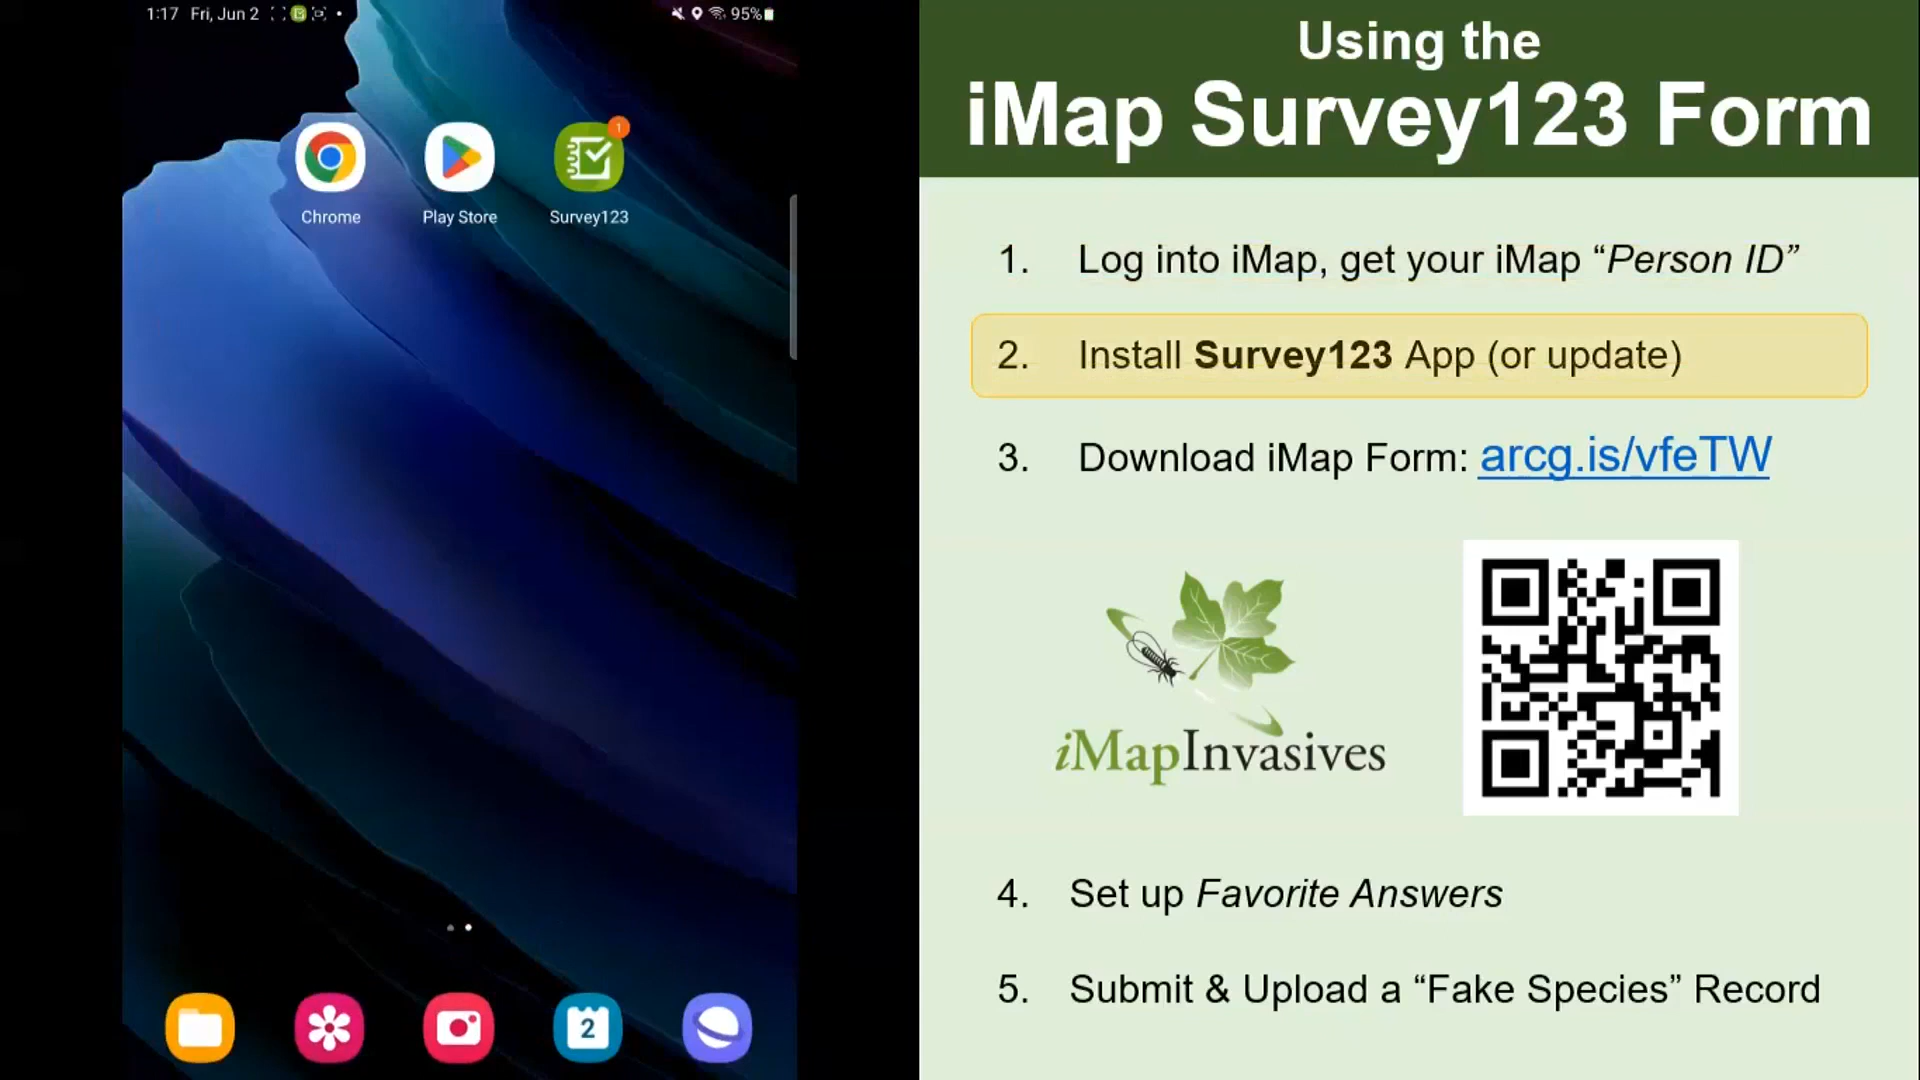 1:17 Fri, Jun 2
95%
1
Chrome
Play Store
Survey123
2
Using the
iMap Survey123 Form
1. Log into iMap, get your iMap “Person ID”
2. Install Survey123 App (or update)
3. Download iMap Form: arcg.is/vfeTW
iMapInvasives
4. Set up Favorite Answers
5. Submit & Upload a “Fake Species” Record